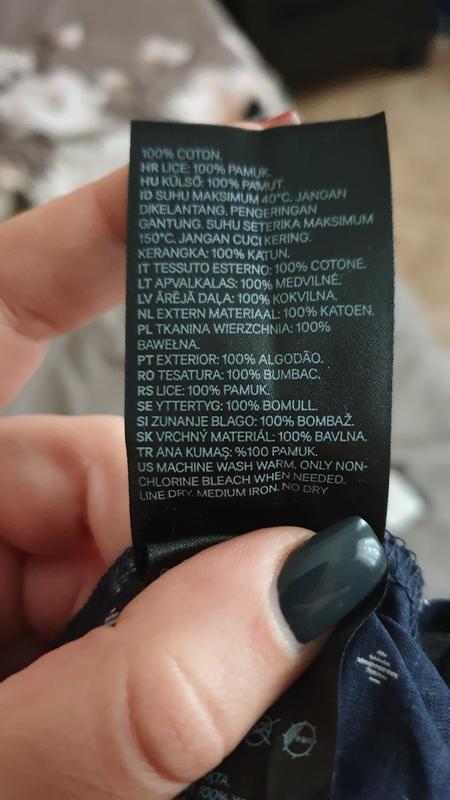 100% COTON.
HR LICE: 100% PAMUK.
HU KÜLSŐ: 100% PAMUT.
ID SUHU MAKSIMUM 40°C. JANGAN
DIKELANTANG. PENGERINGAN
GANTUNG. SUHU SETERIKA MAKSIMUM
150°C. JANGAN CUCI KERING.
KERANGKA: 100% KATUN.
IT TESSUTO ESTERNO: 100% COTONE.
LT APVALKALAS: 100% MEDVILNĖ.
LV ĀRĒJĀ DAĻA: 100% KOKVILNA.
NL EXTERN MATERIAAL: 100% KATOEN.
PL TKANINA WIERZCHNIA: 100%
BAWEŁNA.
PT EXTERIOR: 100% ALGODÃO.
RO TESATURA: 100% BUMBAC.
RS LICE: 100% PAMUK.
SE YTTERTYG: 100% BOMULL.
SI ZUNANJE BLAGO: 100% BOMBAŽ.
SK VRCHNÝ MATERIÁL: 100% BAVLNA.
TR ANA KUMAŞ: %100 PAMUK.
US MACHINE WASH WARM. ONLY NON-
CHLORINE BLEACH WHEN NEEDED.
LINE DRY. MEDIUM IRON. NO DRY